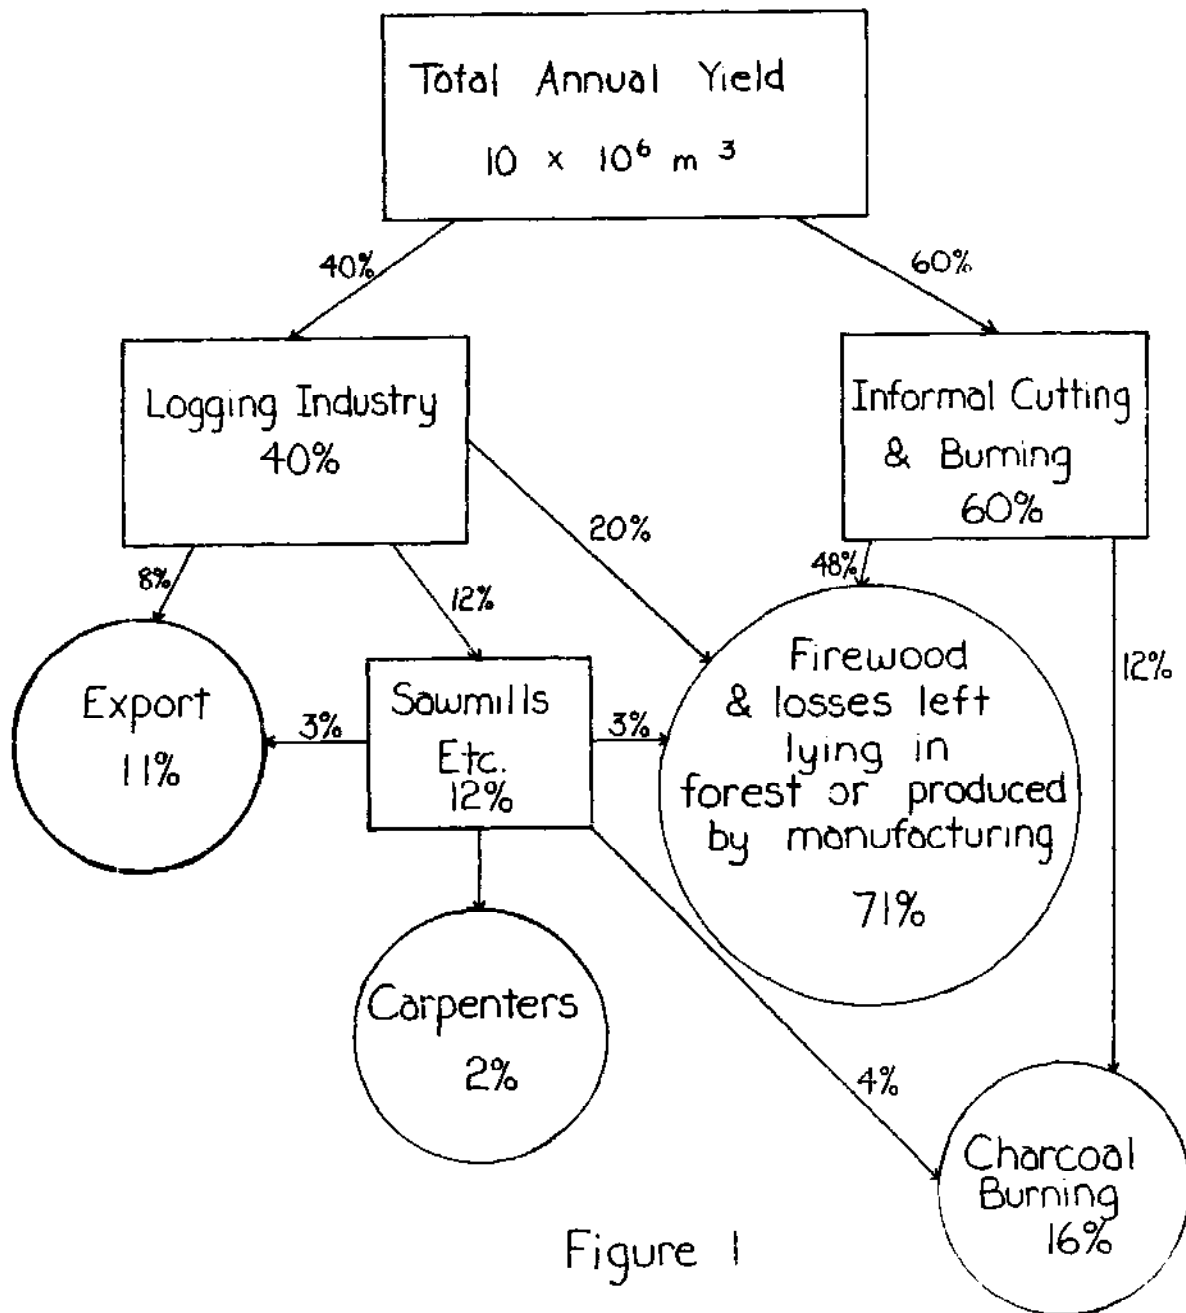 Total Annual Yield
10 × 10⁶ m³
40%
60%
Logging Industry
40%
Informal Cutting
& Burning
60%
20%
48%
8%
12%
12%
Export
11%
3%
Sawmills
Etc.
12%
3%
Firewood
& losses left
lying in
forest or produced
by manufacturing
71%
Carpenters
2%
4%
Charcoal
Burning
16%
Figure 1